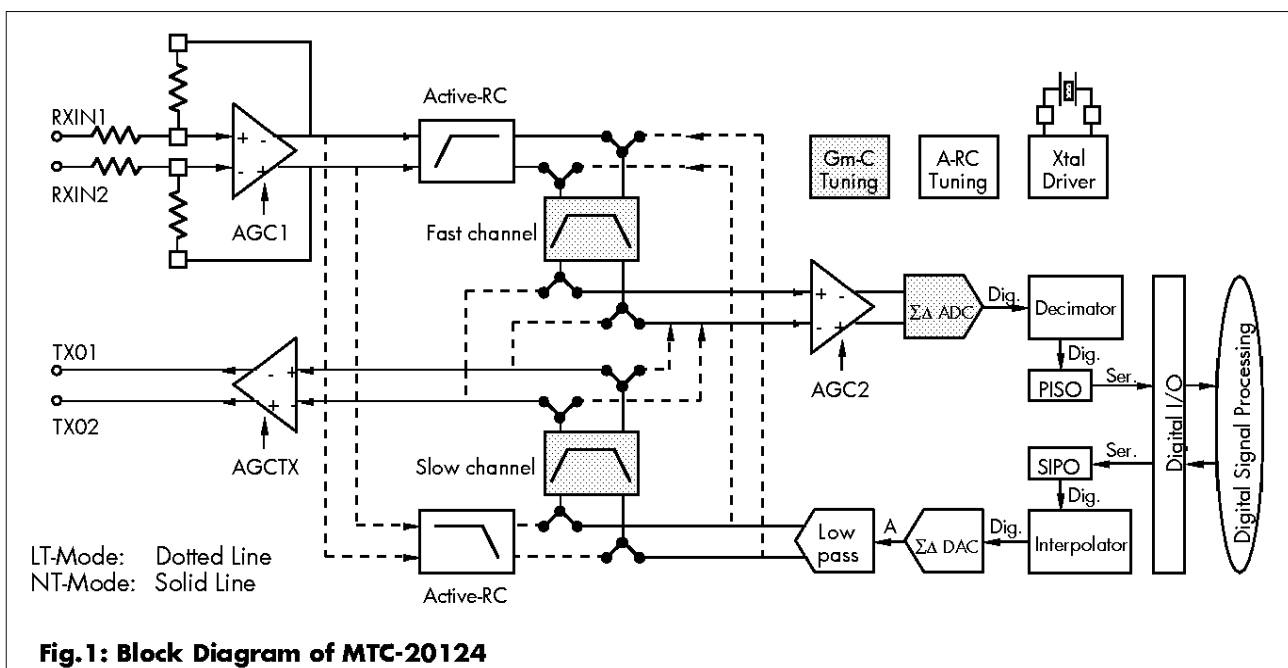 Active-RC
RXIN1
RXIN2
+ -
- +
AGC1
Gm-C
Tuning
A-RC
Tuning
Xtal
Driver
Fast channel
+ -
- +
AGC2
ΣΔ ADC
Dig.
Decimator
Dig.
PISO
Ser.
Digital I/O
Digital Signal Processing
TX01
TX02
- +
+ -
AGCTX
Slow channel
SIPO
Ser.
Dig.
Low
pass
A
ΣΔ DAC
Dig.
Interpolator
Active-RC
LT-Mode: Dotted Line
NT-Mode: Solid Line
Fig.1: Block Diagram of MTC-20124